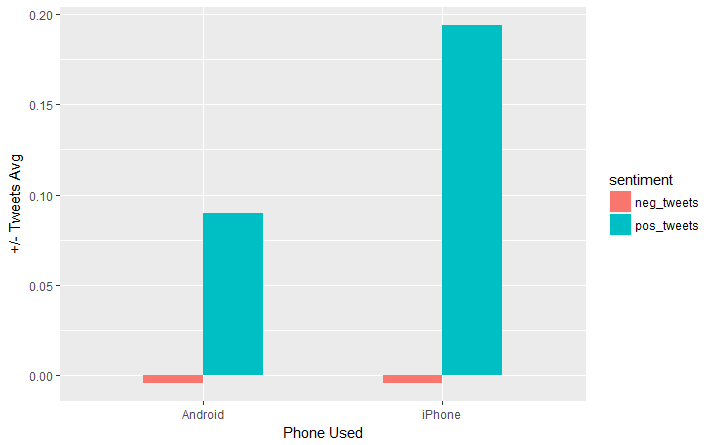 0.20
0.15
0.10
0.05
0.00
+/- Tweets Avg
Android
iPhone
Phone Used
sentiment
neg_tweets
pos_tweets